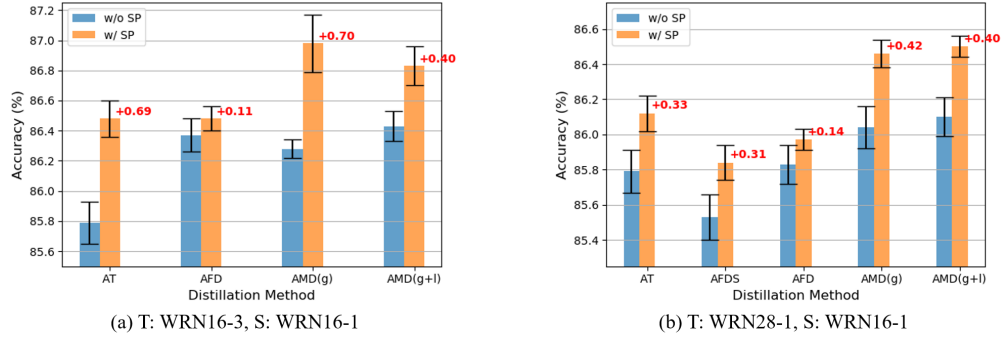 w/o SP
w/ SP
87.2
87.0
86.8
86.6
86.4
86.2
86.0
85.8
85.6
Accuracy (%)
+0.69
+0.11
+0.70
+0.40
AT
AFD
AMD(g)
AMD(g+l)
Distillation Method
(a) T: WRN16-3, S: WRN16-1
w/o SP
w/ SP
86.6
86.4
86.2
86.0
85.8
85.6
85.4
Accuracy (%)
+0.33
+0.31
+0.14
+0.42
+0.40
AT
AFDS
AFD
AMD(g)
AMD(g+l)
Distillation Method
(b) T: WRN28-1, S: WRN16-1